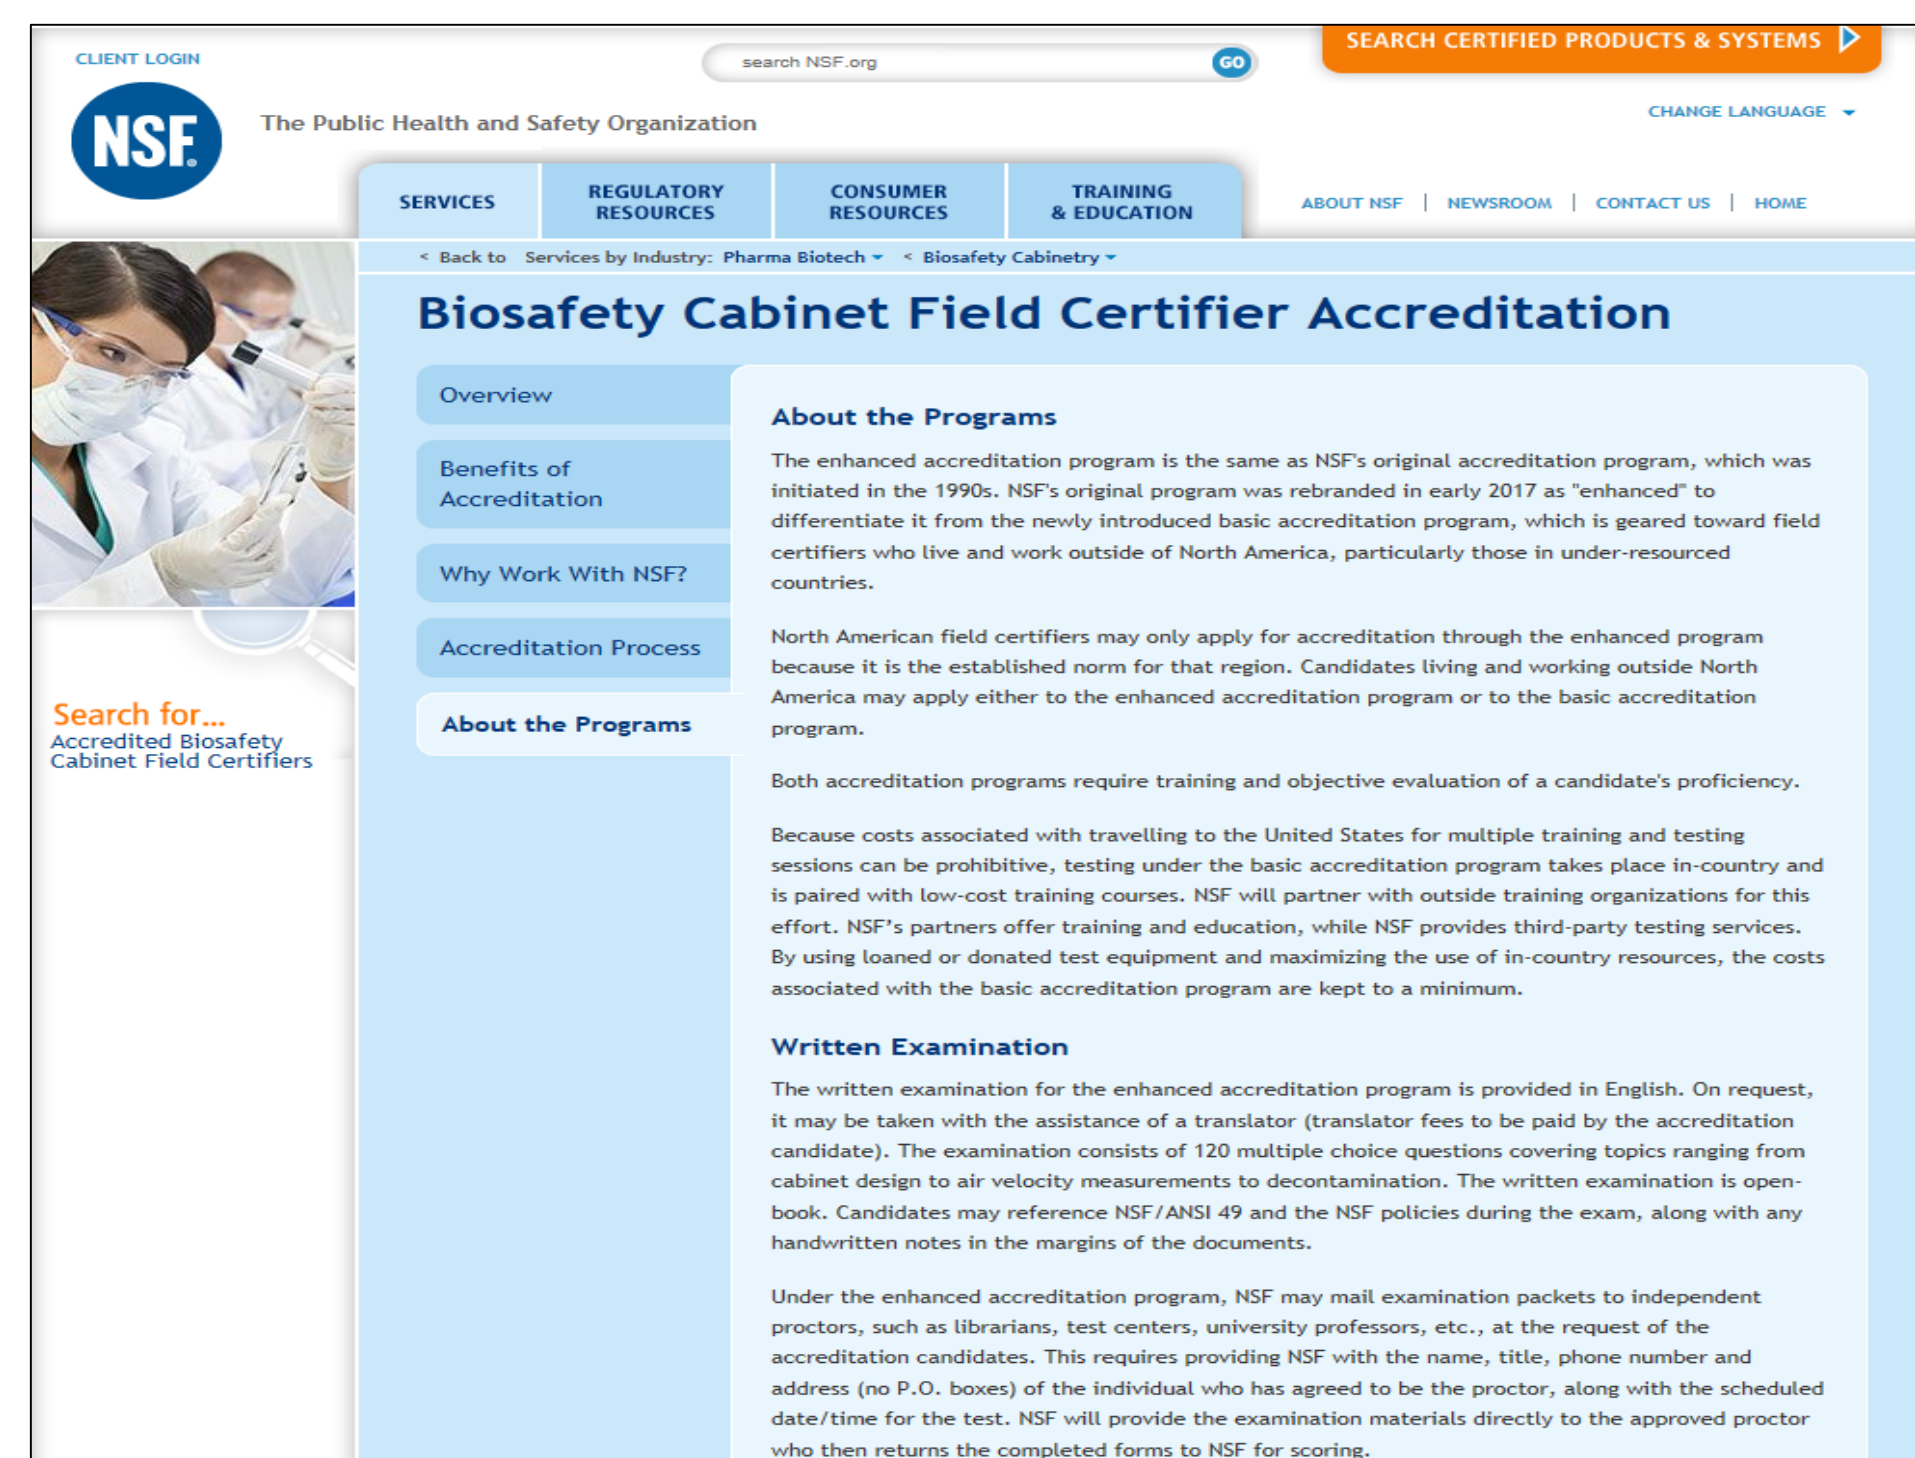 CLIENT LOGIN
search NSF.org
GO
SEARCH CERTIFIED PRODUCTS & SYSTEMS
NSF.
The Public Health and Safety Organization
CHANGE LANGUAGE
SERVICES
REGULATORY
RESOURCES
CONSUMER
RESOURCES
TRAINING
& EDUCATION
ABOUT NSF | NEWSROOM | CONTACT US | HOME
< Back to Services by Industry: Pharma Biotech < Biosafety Cabinetry
Biosafety Cabinet Field Certifier Accreditation
Overview
Benefits of
Accreditation
Why Work With NSF?
Accreditation Process
About the Programs
Search for...
Accredited Biosafety
Cabinet Field Certifiers
About the Programs
The enhanced accreditation program is the same as NSF's original accreditation program, which was
initiated in the 1990s. NSF's original program was rebranded in early 2017 as "enhanced" to
differentiate it from the newly introduced basic accreditation program, which is geared toward field
certifiers who live and work outside of North America, particularly those in under-resourced
countries.
North American field certifiers may only apply for accreditation through the enhanced program
because it is the established norm for that region. Candidates living and working outside North
America may apply either to the enhanced accreditation program or to the basic accreditation
program.
Both accreditation programs require training and objective evaluation of a candidate's proficiency.
Because costs associated with travelling to the United States for multiple training and testing
sessions can be prohibitive, testing under the basic accreditation program takes place in-country and
is paired with low-cost training courses. NSF will partner with outside training organizations for this
effort. NSF's partners offer training and education, while NSF provides third-party testing services.
By using loaned or donated test equipment and maximizing the use of in-country resources, the costs
associated with the basic accreditation program are kept to a minimum.
Written Examination
The written examination for the enhanced accreditation program is provided in English. On request,
it may be taken with the assistance of a translator (translator fees to be paid by the accreditation
candidate). The examination consists of 120 multiple choice questions covering topics ranging from
cabinet design to air velocity measurements to decontamination. The written examination is open-
book. Candidates may reference NSF/ANSI 49 and the NSF policies during the exam, along with any
handwritten notes in the margins of the documents.
Under the enhanced accreditation program, NSF may mail examination packets to independent
proctors, such as librarians, test centers, university professors, etc., at the request of the
accreditation candidates. This requires providing NSF with the name, title, phone number and
address (no P.O. boxes) of the individual who has agreed to be the proctor, along with the scheduled
date/time for the test. NSF will provide the examination materials directly to the approved proctor
who then returns the completed forms to NSF for scoring.